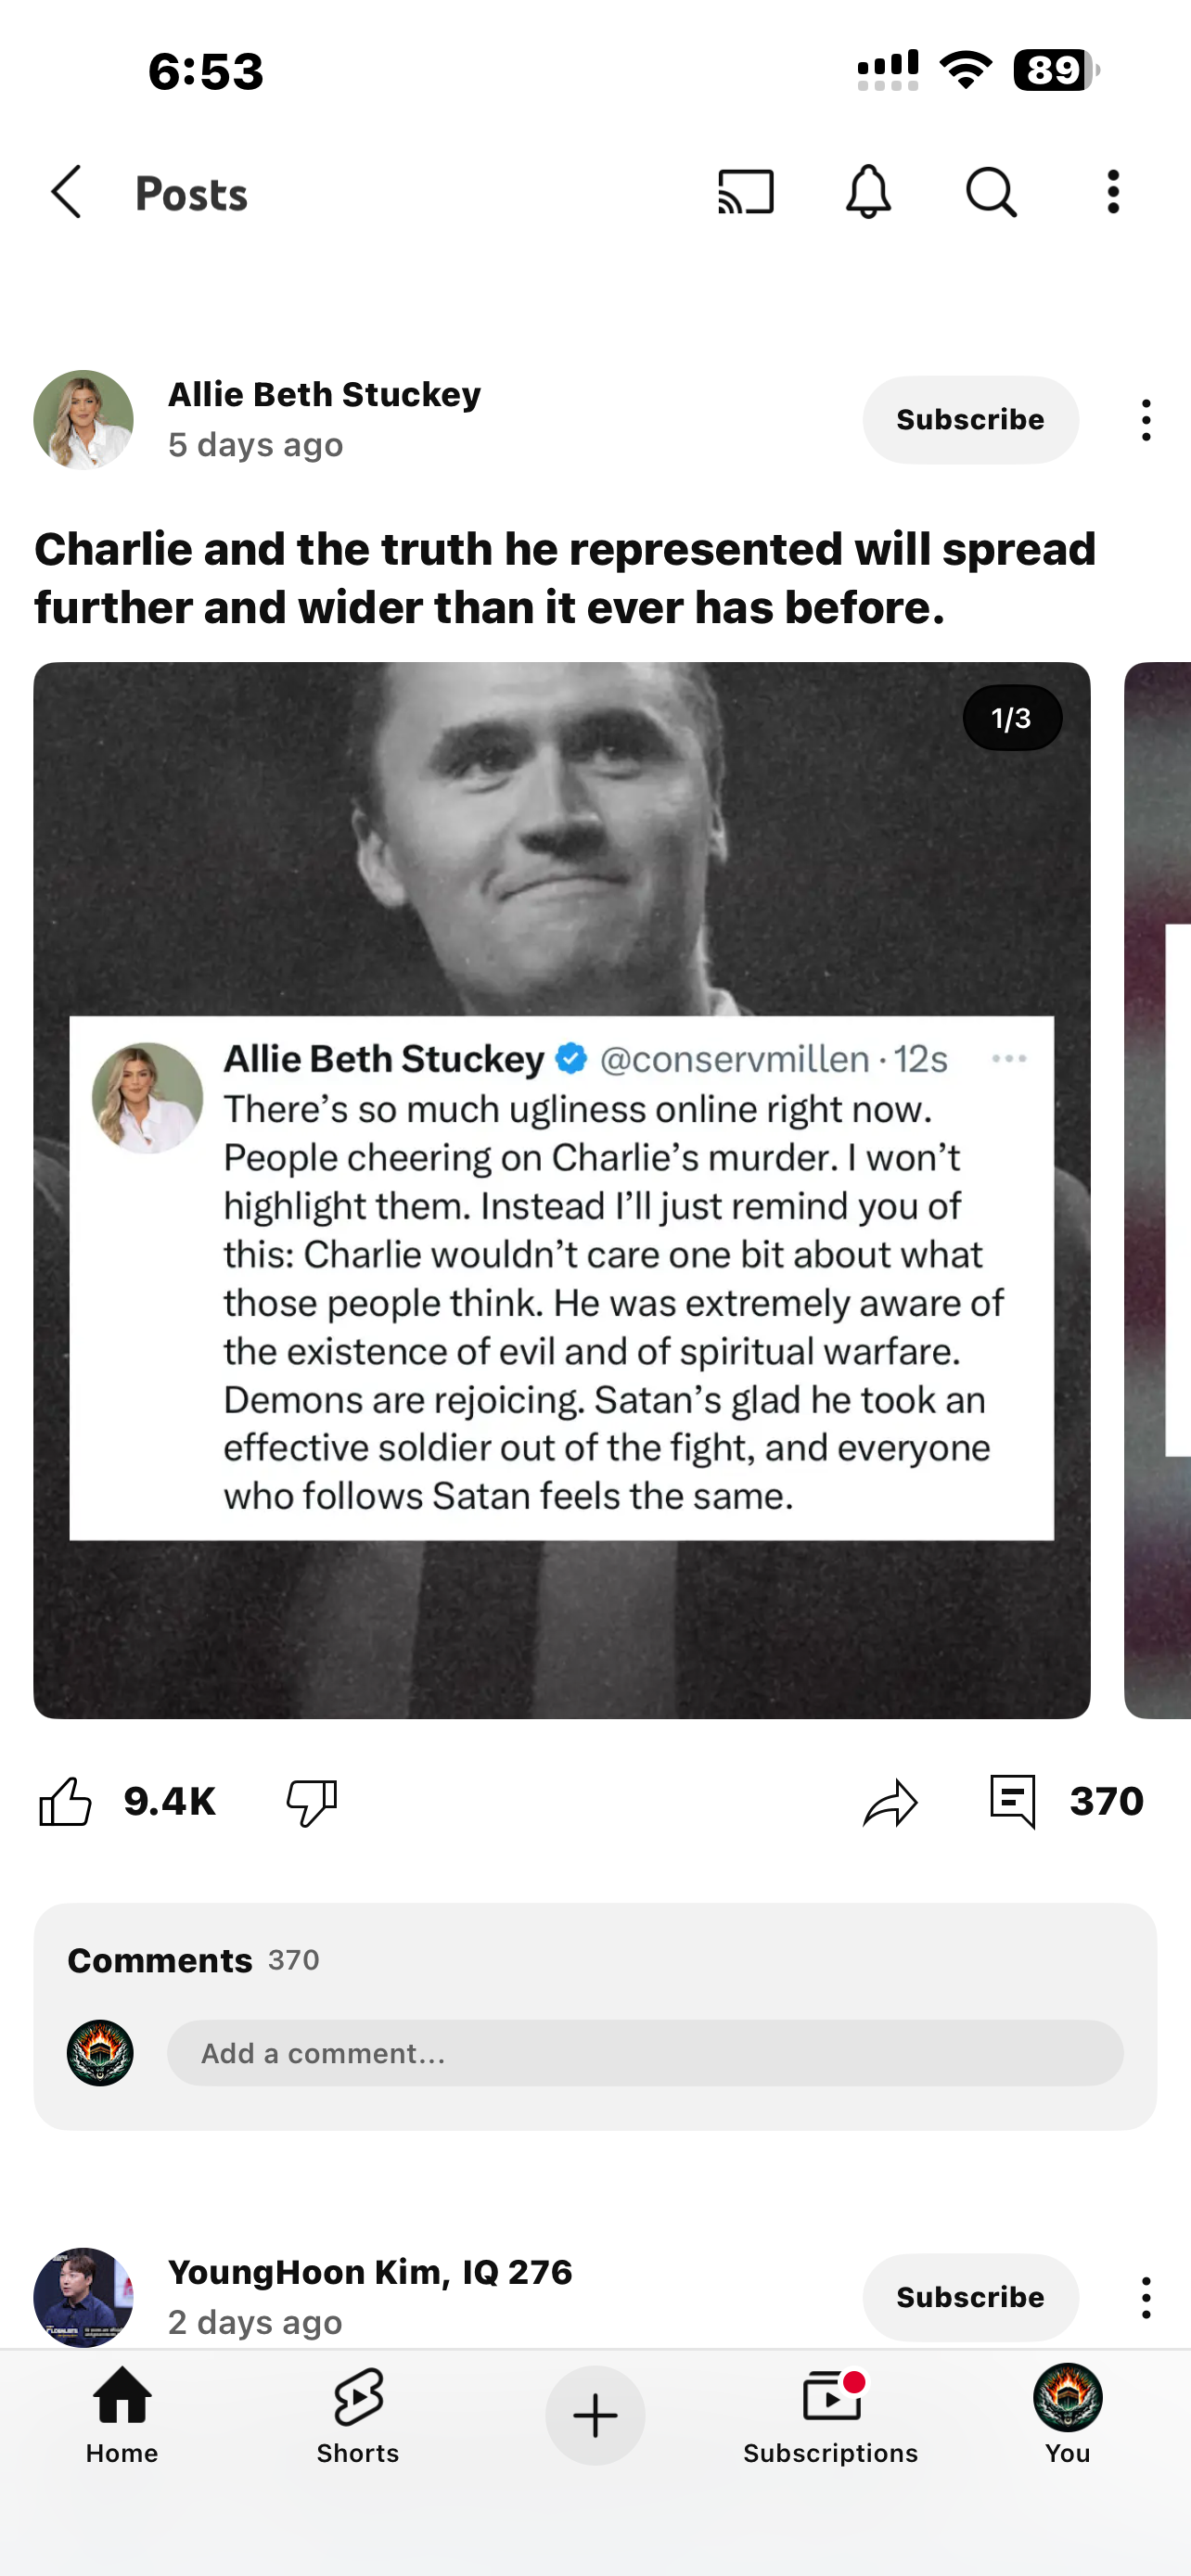 6:53
89
Posts
Allie Beth Stuckey
5 days ago
Subscribe
Charlie and the truth he represented will spread
further and wider than it ever has before.
1/3
Allie Beth Stuckey @conservmillen · 12s
There's so much ugliness online right now.
People cheering on Charlie's murder. I won't
highlight them. Instead I'll just remind you of
this: Charlie wouldn't care one bit about what
those people think. He was extremely aware of
the existence of evil and of spiritual warfare.
Demons are rejoicing. Satan's glad he took an
effective soldier out of the fight, and everyone
who follows Satan feels the same.
9.4K
370
Comments 370
Add a comment...
YoungHoon Kim, IQ 276
2 days ago
Subscribe
Home
Shorts
Subscriptions
You